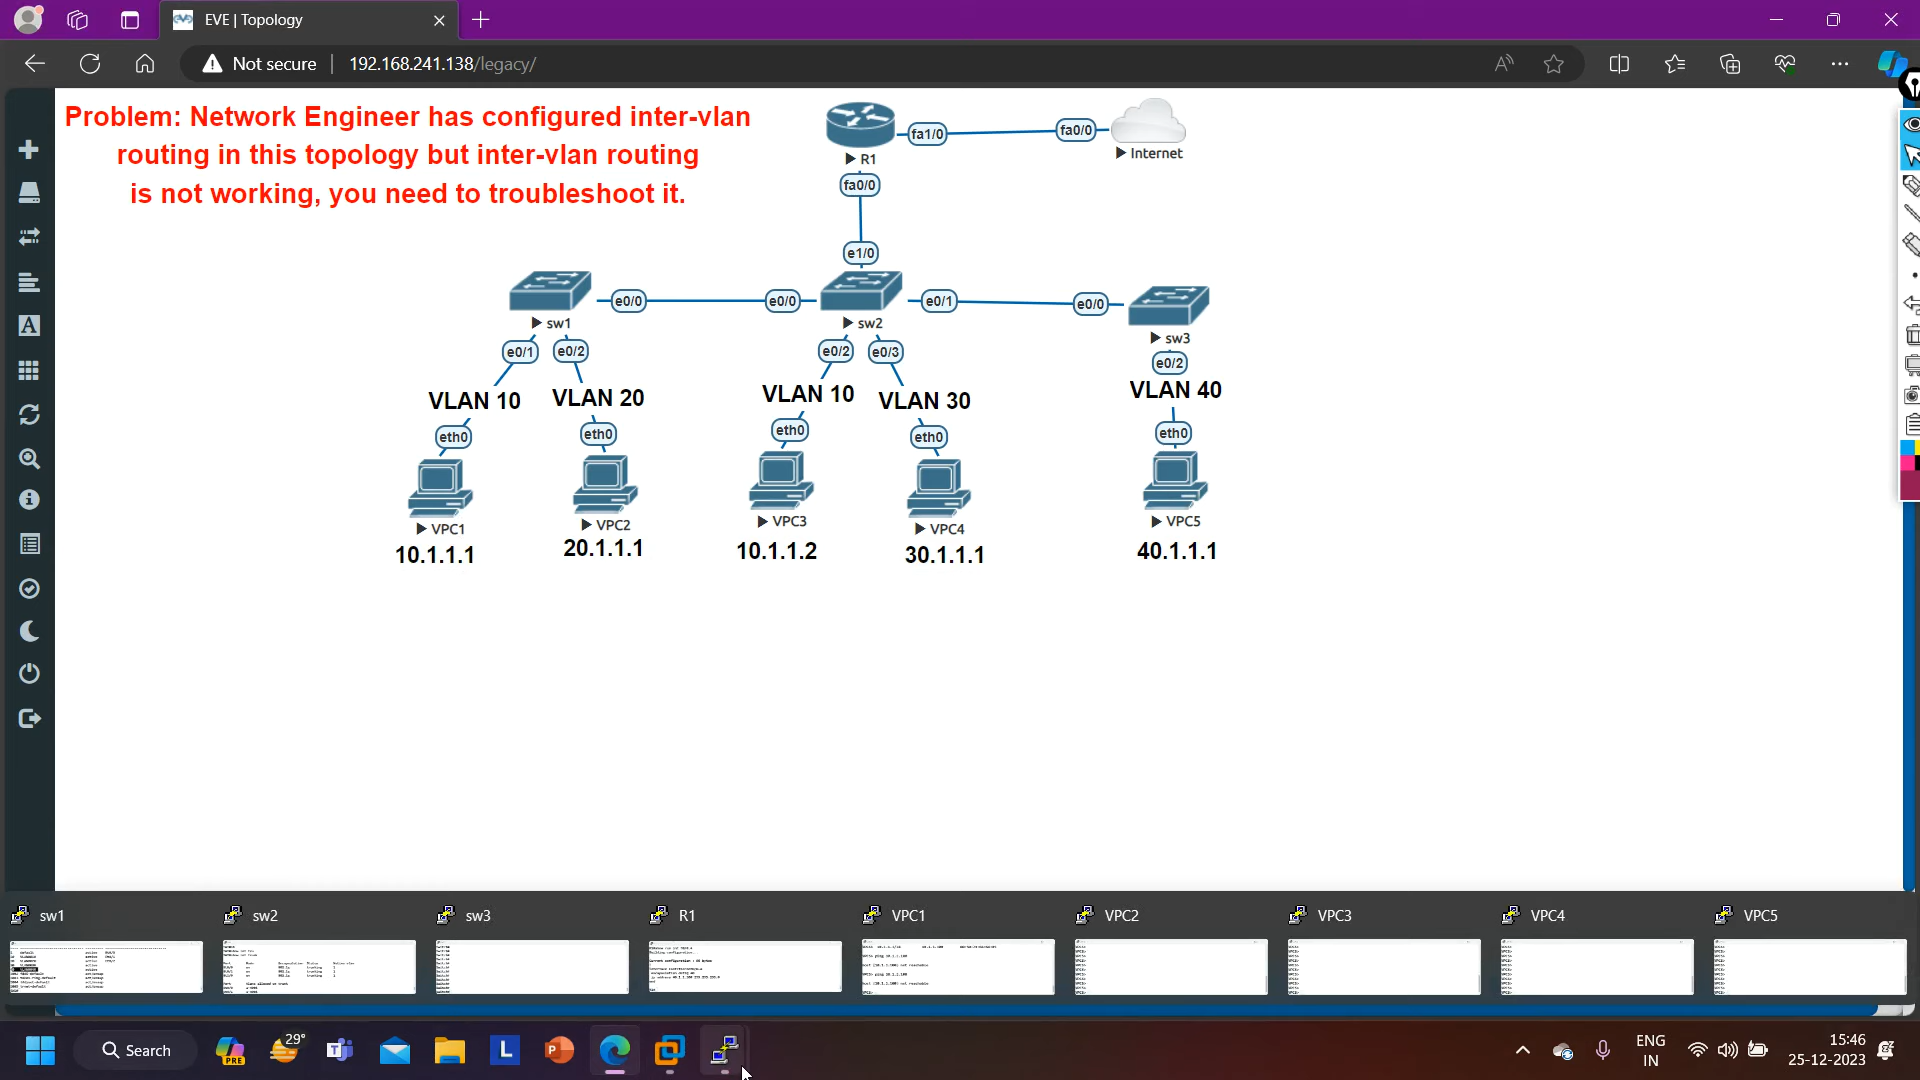 EVE | Topology
Not secure
192.168.241.138/legacy/
Problem: Network Engineer has configured inter-vlan
routing in this topology but inter-vlan routing
is not working, you need to troubleshoot it.
fa1/0
fa0/0
R1
Internet
fa0/0
e1/0
e0/0
e0/0
e0/1
e0/0
sw1
sw2
sw3
e0/1
e0/2
e0/2
e0/3
e0/2
VLAN 10
VLAN 20
VLAN 10
VLAN 30
VLAN 40
eth0
eth0
eth0
eth0
eth0
VPC1
VPC2
VPC3
VPC4
VPC5
10.1.1.1
20.1.1.1
10.1.1.2
30.1.1.1
40.1.1.1
sw1
sw2
sw3
R1
VPC1
VPC2
VPC3
VPC4
VPC5
Search
PRE
29°
ENG
IN
15:46
25-12-2023